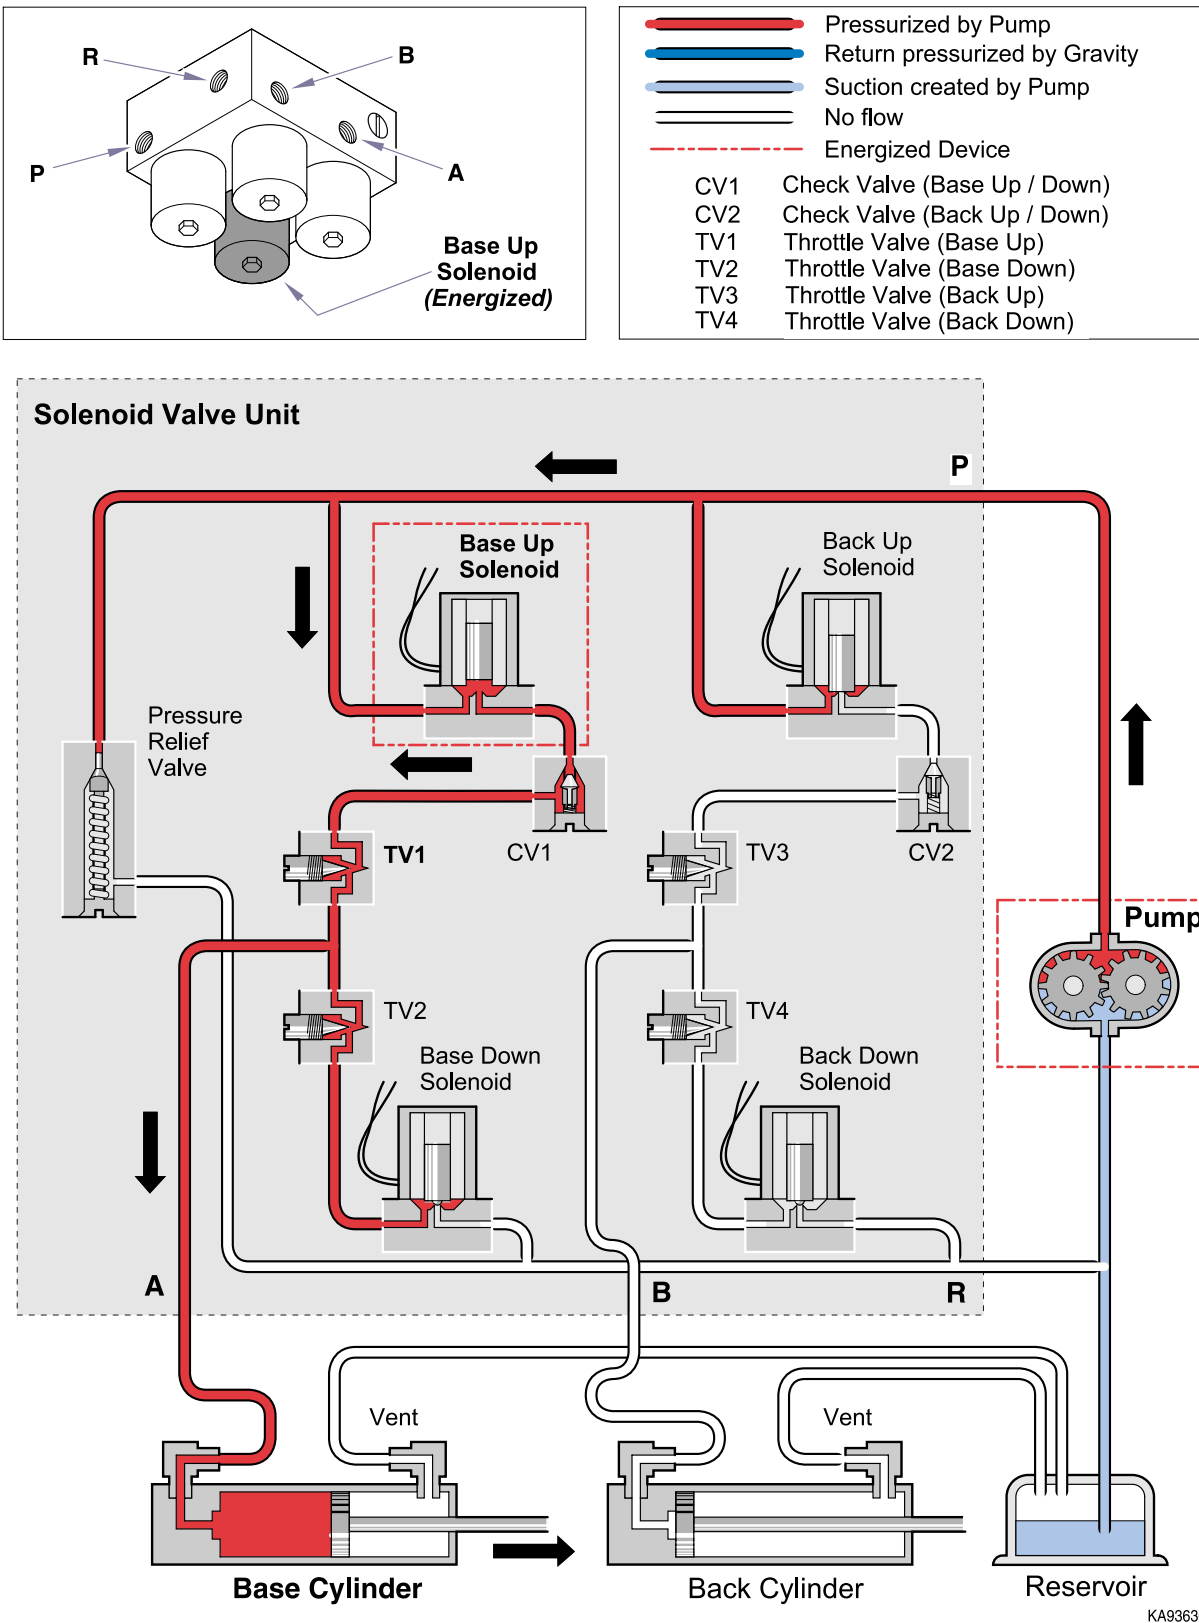 R
B
P
A
Base Up
Solenoid
(Energized)
Pressurized by Pump
Return pressurized by Gravity
Suction created by Pump
No flow
Energized Device
CV1 Check Valve (Base Up / Down)
CV2 Check Valve (Back Up / Down)
TV1 Throttle Valve (Base Up)
TV2 Throttle Valve (Base Down)
TV3 Throttle Valve (Back Up)
TV4 Throttle Valve (Back Down)
Solenoid Valve Unit
P
Base Up
Solenoid
Back Up
Solenoid
Pressure
Relief
Valve
TV1
CV1
TV3
CV2
Pump
TV2
TV4
Base Down
Solenoid
Back Down
Solenoid
A
B
R
Vent
Vent
Base Cylinder
Back Cylinder
Reservoir
KA9363